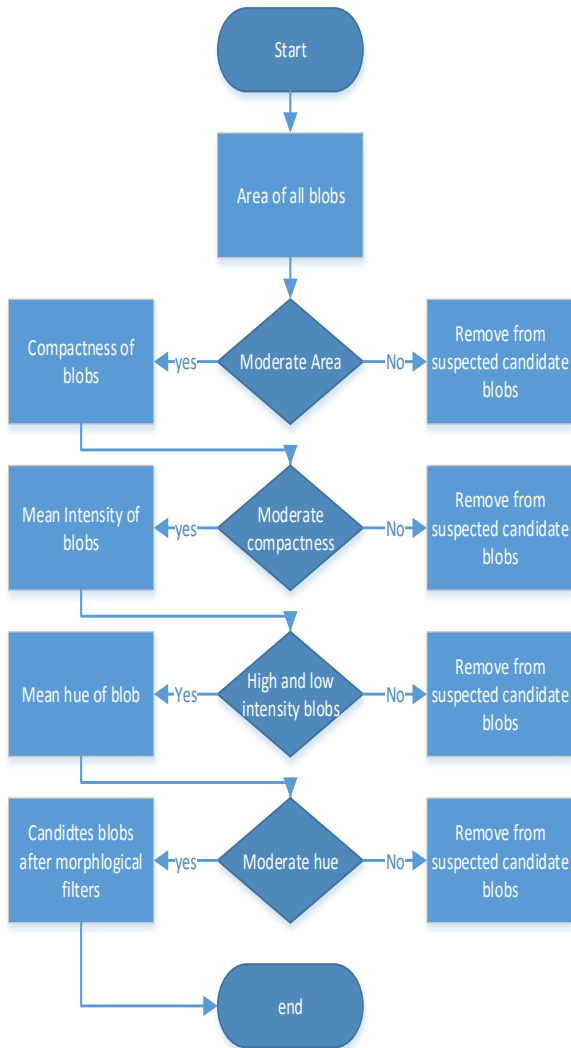 Start
Area of all blobs
Compactness of
blobs
yes
Moderate Area
No
Remove from
suspected candidate
blobs
Mean Intensity of
blobs
yes
Moderate
compactness
No
Remove from
suspected candidate
blobs
Mean hue of blob
Yes
High and low
intensity blobs
No
Remove from
suspected candidate
blobs
Candidtes blobs
after morphlogical
filters
yes
Moderate hue
No
Remove from
suspected candidate
blobs
end